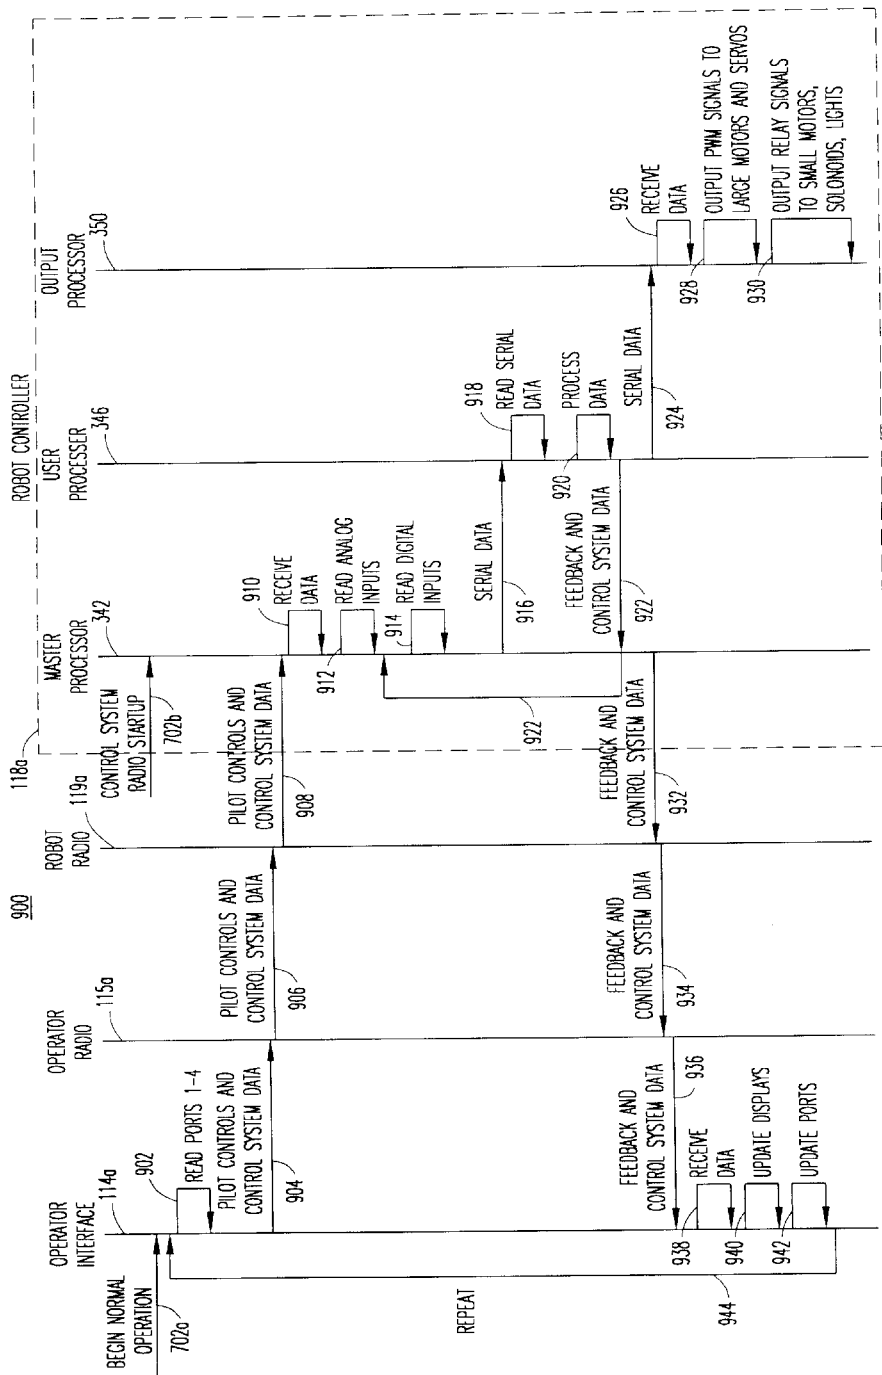 900
BEGIN NORMAL
OPERATION
702a
OPERATOR
INTERFACE
114a
OPERATOR
RADIO
115a
ROBOT
RADIO
119a
118a
ROBOT CONTROLLER
CONTROL SYSTEM
RADIO STARTUP
702b
MASTER
PROCESSOR
342
USER
PROCESSER
346
OUTPUT
PROCESSOR
350
902
READ PORTS 1-4
PILOT CONTROLS AND
CONTROL SYSTEM DATA
904
PILOT CONTROLS AND
CONTROL SYSTEM DATA
906
PILOT CONTROLS AND
CONTROL SYSTEM DATA
908
910
RECEIVE
DATA
912
READ ANALOG
INPUTS
914
READ DIGITAL
INPUTS
SERIAL DATA
916
918
READ SERIAL
DATA
920
PROCESS
DATA
FEEDBACK AND
CONTROL SYSTEM DATA
922
922
SERIAL DATA
924
926
RECEIVE
DATA
928
OUTPUT PWM SIGNALS TO
LARGE MOTORS AND SERVOS
930
OUTPUT RELAY SIGNALS
TO SMALL MOTORS,
SOLONOIDS, LIGHTS
FEEDBACK AND
CONTROL SYSTEM DATA
932
FEEDBACK AND
CONTROL SYSTEM DATA
934
FEEDBACK AND
CONTROL SYSTEM DATA
936
938
RECEIVE
DATA
940
UPDATE DISPLAYS
942
UPDATE PORTS
REPEAT
944